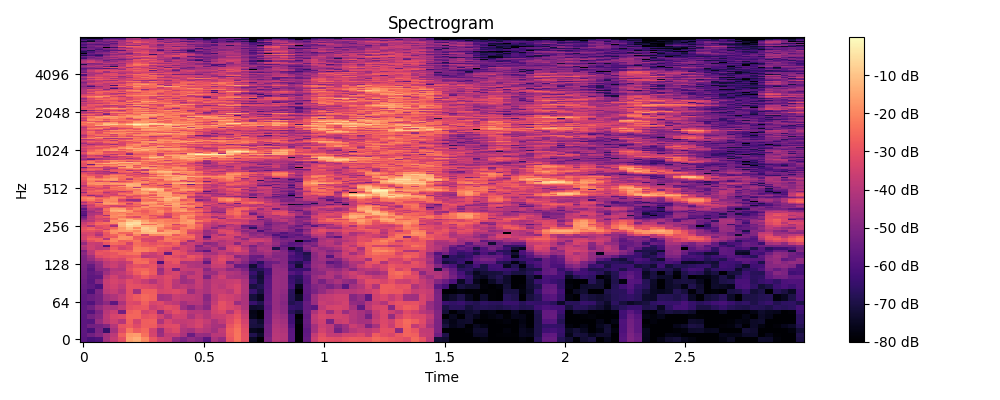 Spectrogram
Hz
4096
2048
1024
512
256
128
64
0
0
0.5
1
1.5
2
2.5
Time
-10 dB
-20 dB
-30 dB
-40 dB
-50 dB
-60 dB
-70 dB
-80 dB